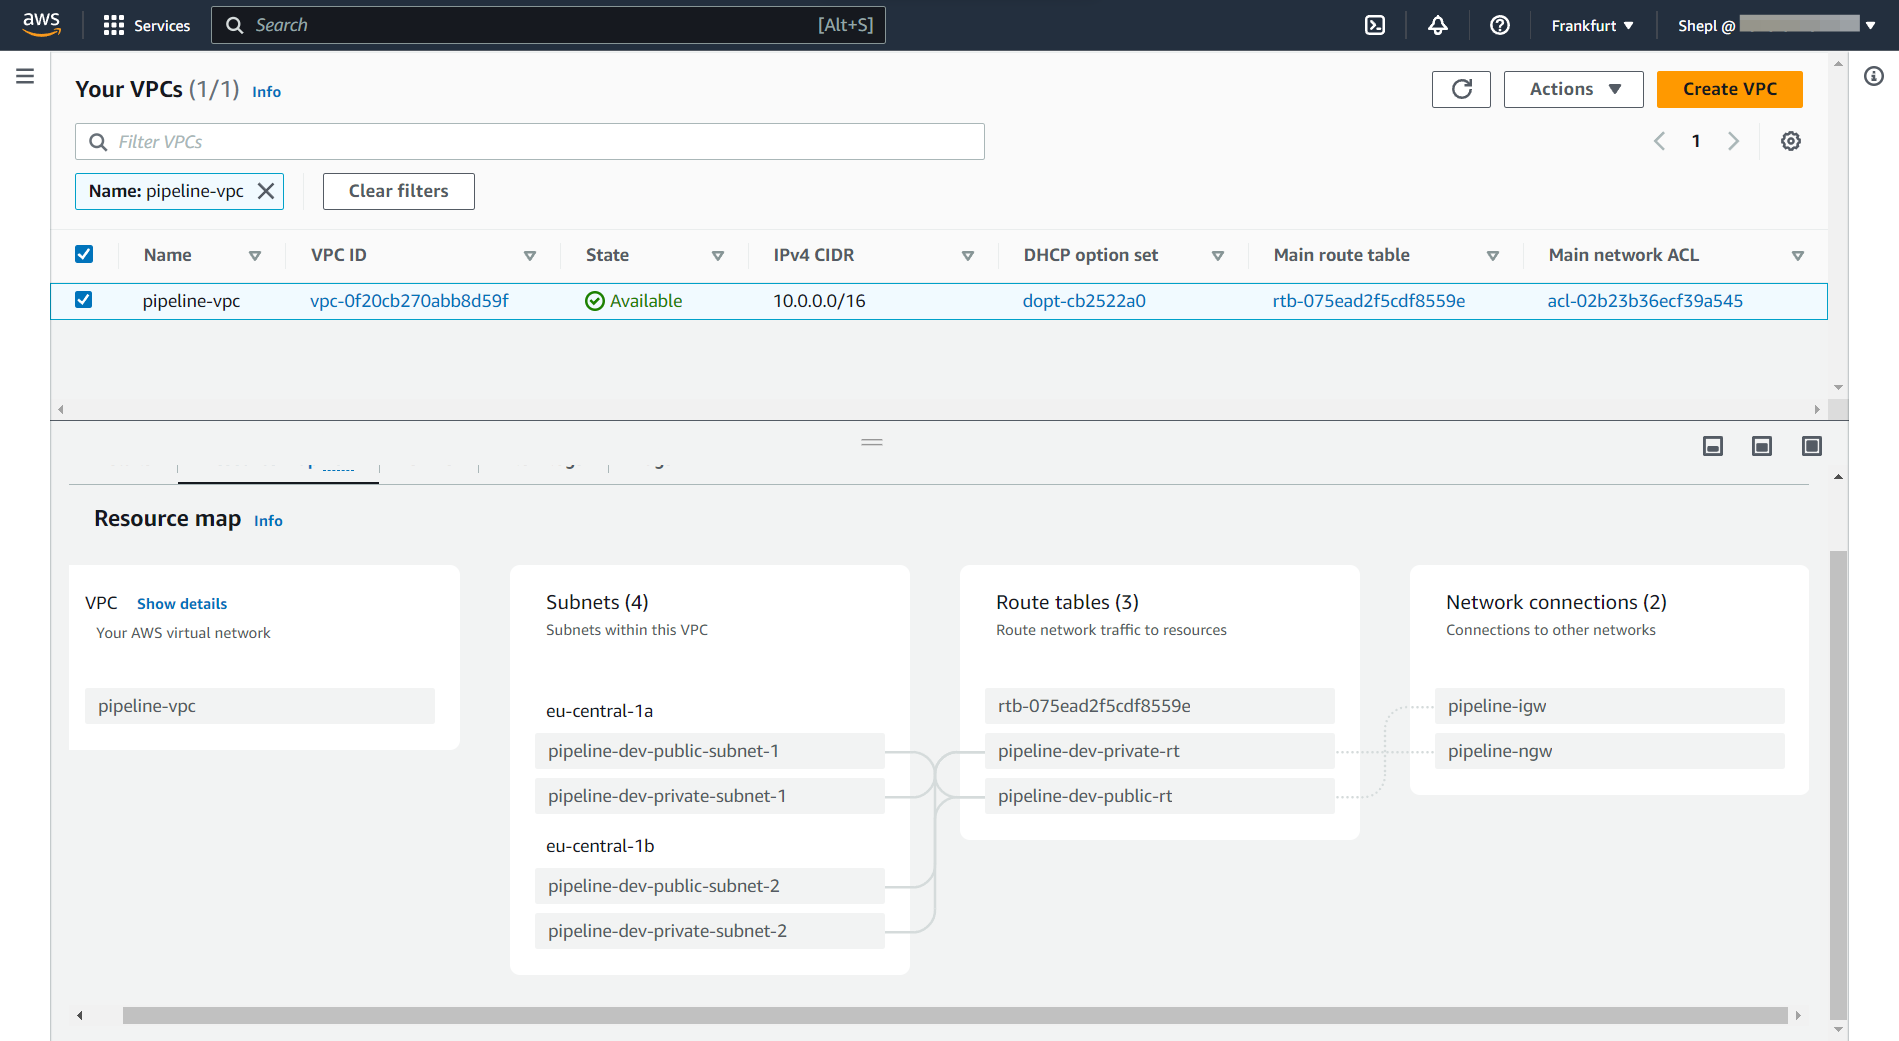 aws
Services
Search
[Alt+S]
Frankfurt
Shepl @
Your VPCs (1/1) Info
Actions
Create VPC
Filter VPCs
1
Name: pipeline-vpc
Clear filters
Name
VPC ID
State
IPv4 CIDR
DHCP option set
Main route table
Main network ACL
pipeline-vpc
vpc-0f20cb270abb8d59f
Available
10.0.0.0/16
dopt-cb2522a0
rtb-075ead2f5cdf8559e
acl-02b23b36ecf39a545
Resource map Info
VPC Show details
Your AWS virtual network
pipeline-vpc
Subnets (4)
Subnets within this VPC
eu-central-1a
pipeline-dev-public-subnet-1
pipeline-dev-private-subnet-1
eu-central-1b
pipeline-dev-public-subnet-2
pipeline-dev-private-subnet-2
Route tables (3)
Route network traffic to resources
rtb-075ead2f5cdf8559e
pipeline-dev-private-rt
pipeline-dev-public-rt
Network connections (2)
Connections to other networks
pipeline-igw
pipeline-ngw